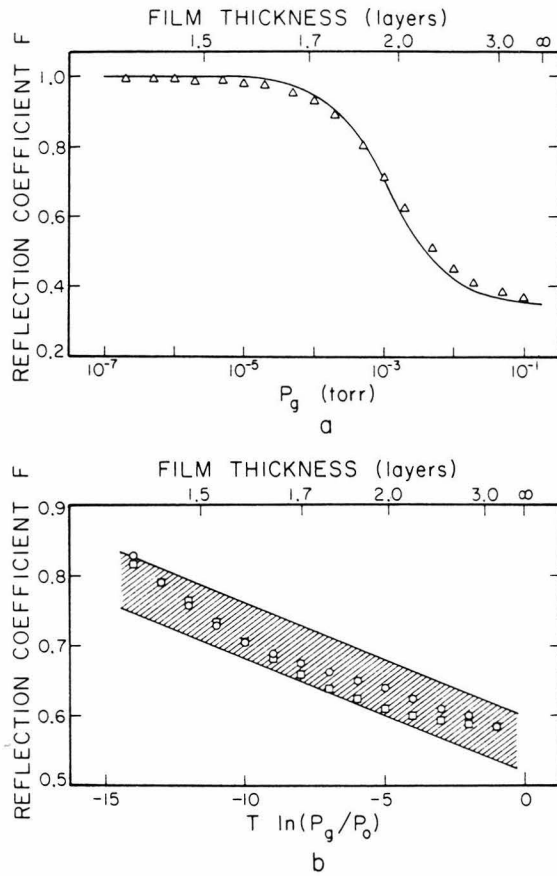 FILM THICKNESS (layers)
1.5 1.7 2.0 3.0 ∞
REFLECTION COEFFICIENT F
1.0
0.8
0.6
0.4
0.2
10⁻⁷ 10⁻⁵ 10⁻³ 10⁻¹
P_g (torr)
a
FILM THICKNESS (layers)
1.5 1.7 2.0 3.0 ∞
REFLECTION COEFFICIENT F
0.9
0.8
0.7
0.6
0.5
-15 -10 -5 0
T ln(P_g/P_o)
b